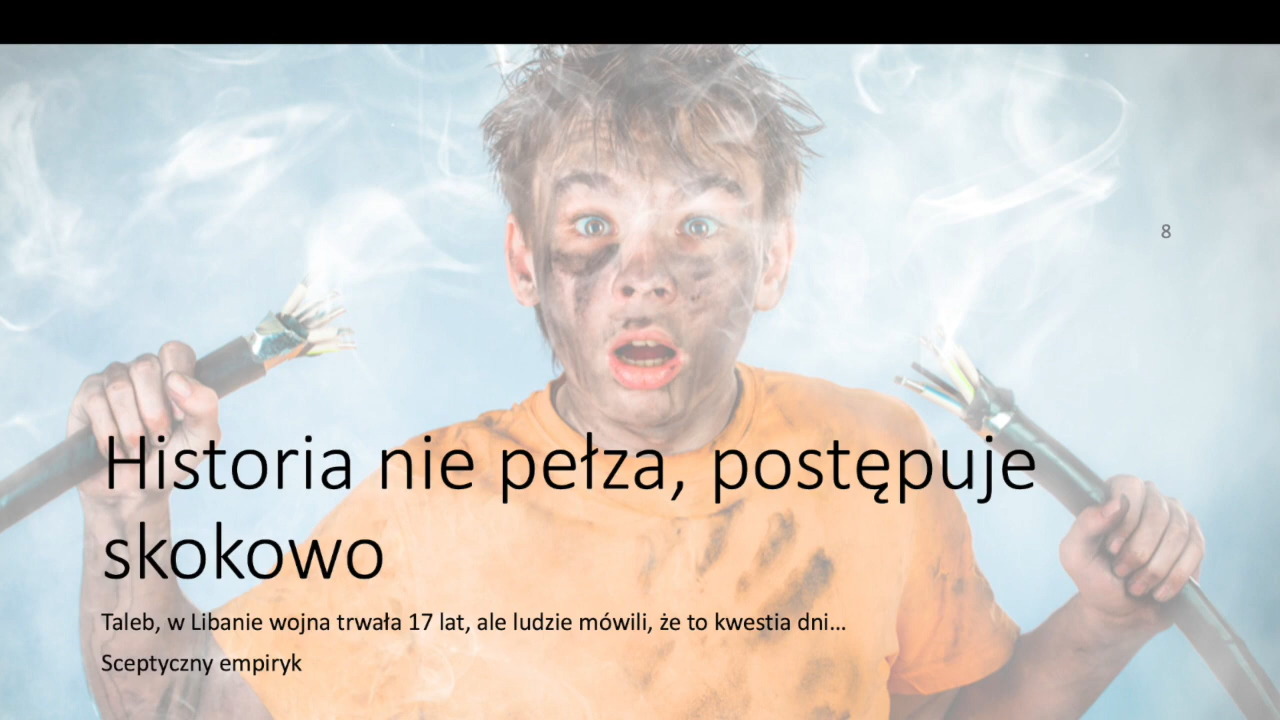 8
Historia nie pełza, postępuje
skokowo
Taleb, w Libanie wojna trwała 17 lat, ale ludzie mówili, że to kwestia dni...
Sceptyczny empiryk